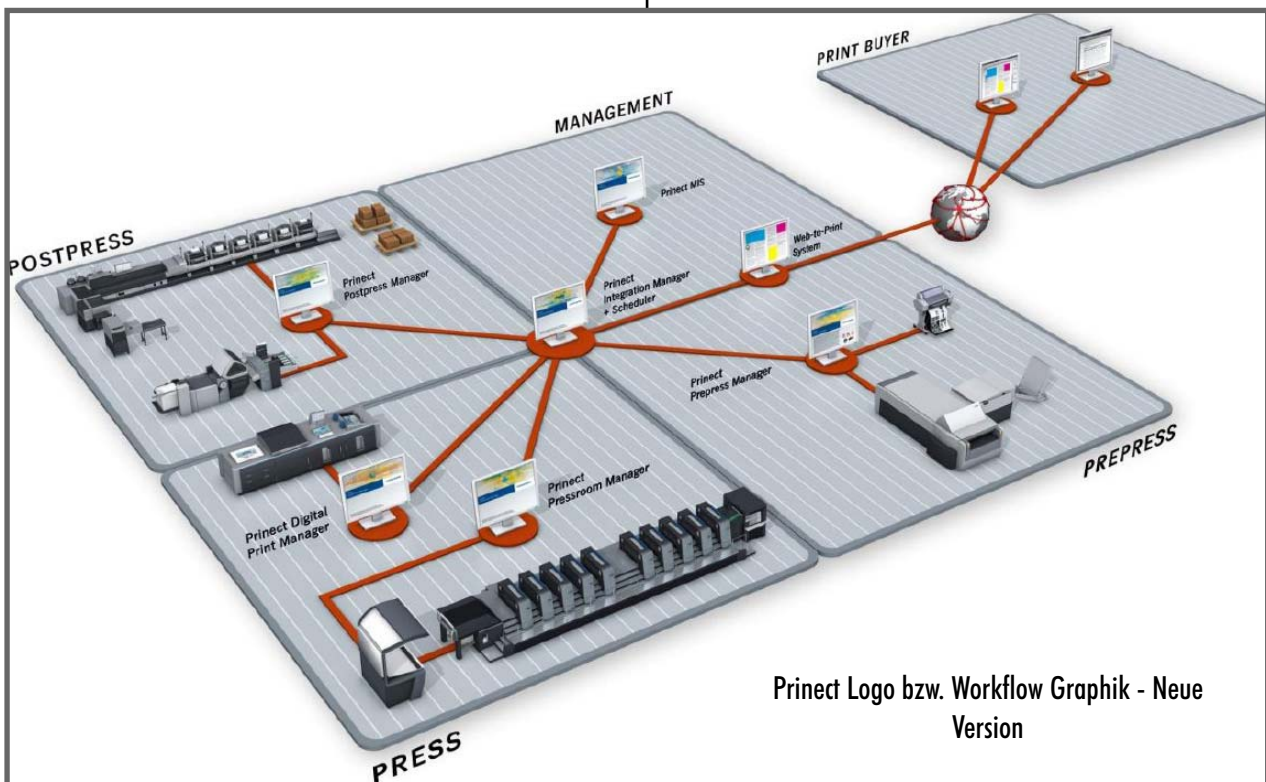 PRINT BUYER
MANAGEMENT
Prinect MIS
POSTPRESS
Web-to-Print
System
Prinect
Postpress Manager
Prinect
Integration Manager
+ Scheduler
Prinect
Prepress Manager
PREPRESS
Prinect
Pressroom Manager
Prinect Digital
Print Manager
Prinect Logo bzw. Workflow Graphik - Neue
Version
PRESS